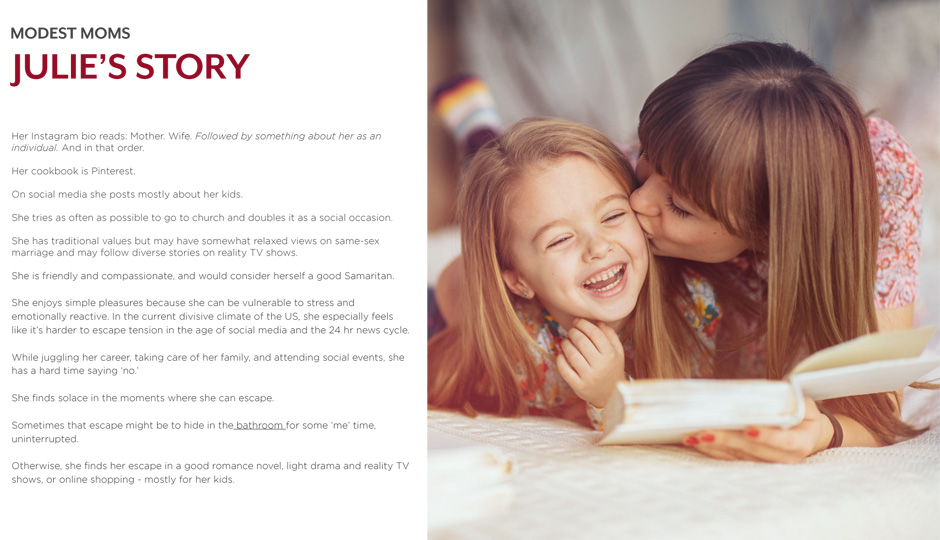 MODEST MOMS
JULIE’S STORY
Her Instagram bio reads: Mother. Wife. Followed by something about her as an
individual. And in that order.
Her cookbook is Pinterest.
On social media she posts mostly about her kids.
She tries as often as possible to go to church and doubles it as a social occasion.
She has traditional values but may have somewhat relaxed views on same-sex
marriage and may follow diverse stories on reality TV shows.
She is friendly and compassionate, and would consider herself a good Samaritan.
She enjoys simple pleasures because she can be vulnerable to stress and
emotionally reactive. In the current divisive climate of the US, she especially feels
like it’s harder to escape tension in the age of social media and the 24 hr news cycle.
While juggling her career, taking care of her family, and attending social events, she
has a hard time saying ‘no.’
She finds solace in the moments where she can escape.
Sometimes that escape might be to hide in the bathroom for some ‘me’ time,
uninterrupted.
Otherwise, she finds her escape in a good romance novel, light drama and reality TV
shows, or online shopping - mostly for her kids.